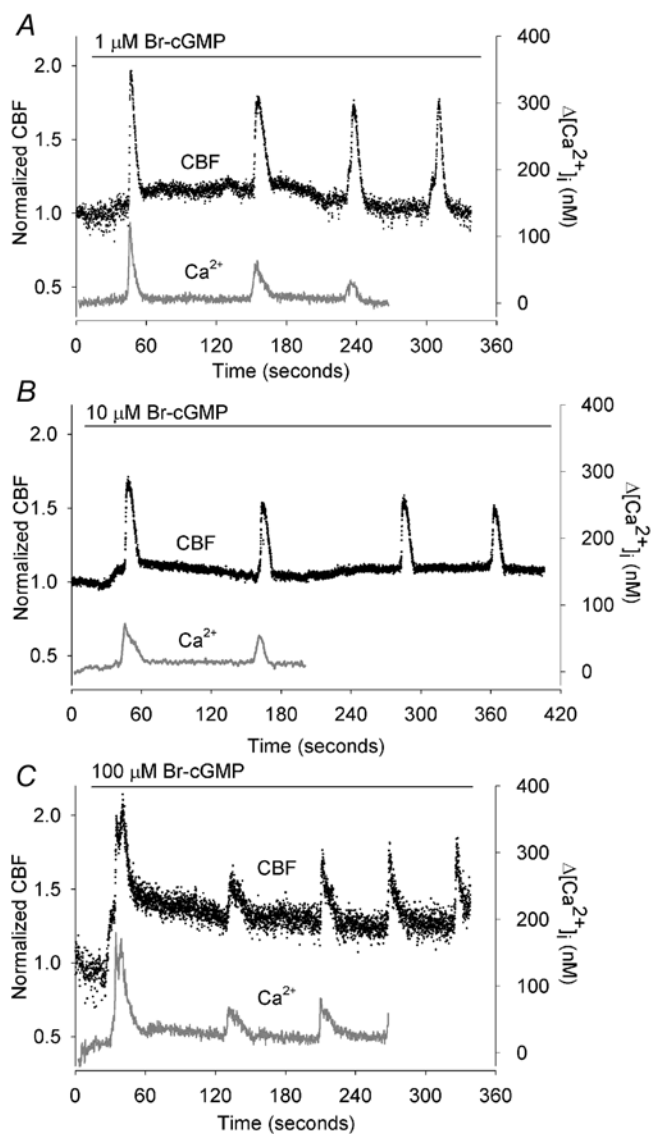 A
1 μM Br-cGMP
2.0
1.5
1.0
0.5
Normalized CBF
CBF
Ca²⁺
400
300
200
100
0
Δ[Ca²⁺]ᵢ (nM)
0 60 120 180 240 300 360
Time (seconds)
B
10 μM Br-cGMP
2.0
1.5
1.0
0.5
Normalized CBF
CBF
Ca²⁺
400
300
200
100
0
Δ[Ca²⁺]ᵢ (nM)
0 60 120 180 240 300 360 420
Time (seconds)
C
100 μM Br-cGMP
2.0
1.5
1.0
0.5
Normalized CBF
CBF
Ca²⁺
400
300
200
100
0
Δ[Ca²⁺]ᵢ (nM)
0 60 120 180 240 300 360
Time (seconds)